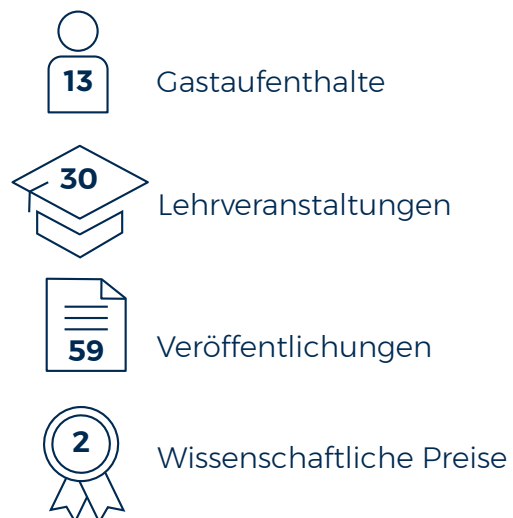 13 Gastaufenthalte
30
Lehrveranstaltungen
59 Veröffentlichungen
2
Wissenschaftliche Preise